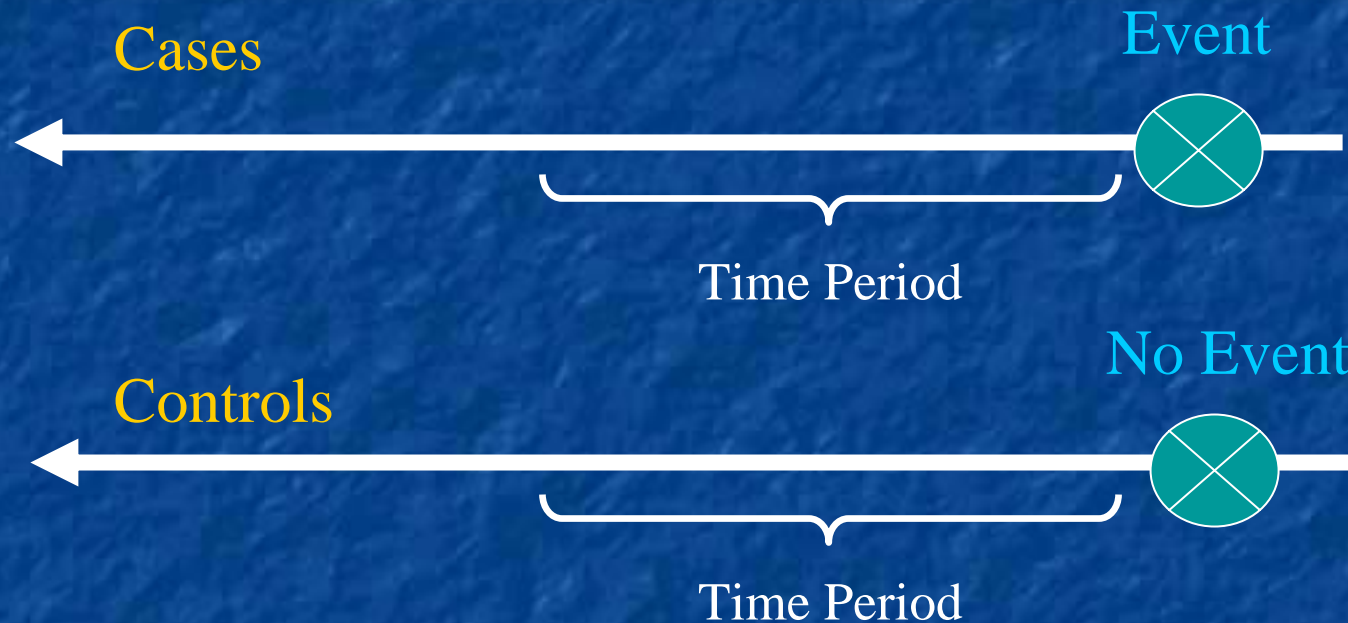 Event
Cases
Time Period
No Event
Controls
Time Period